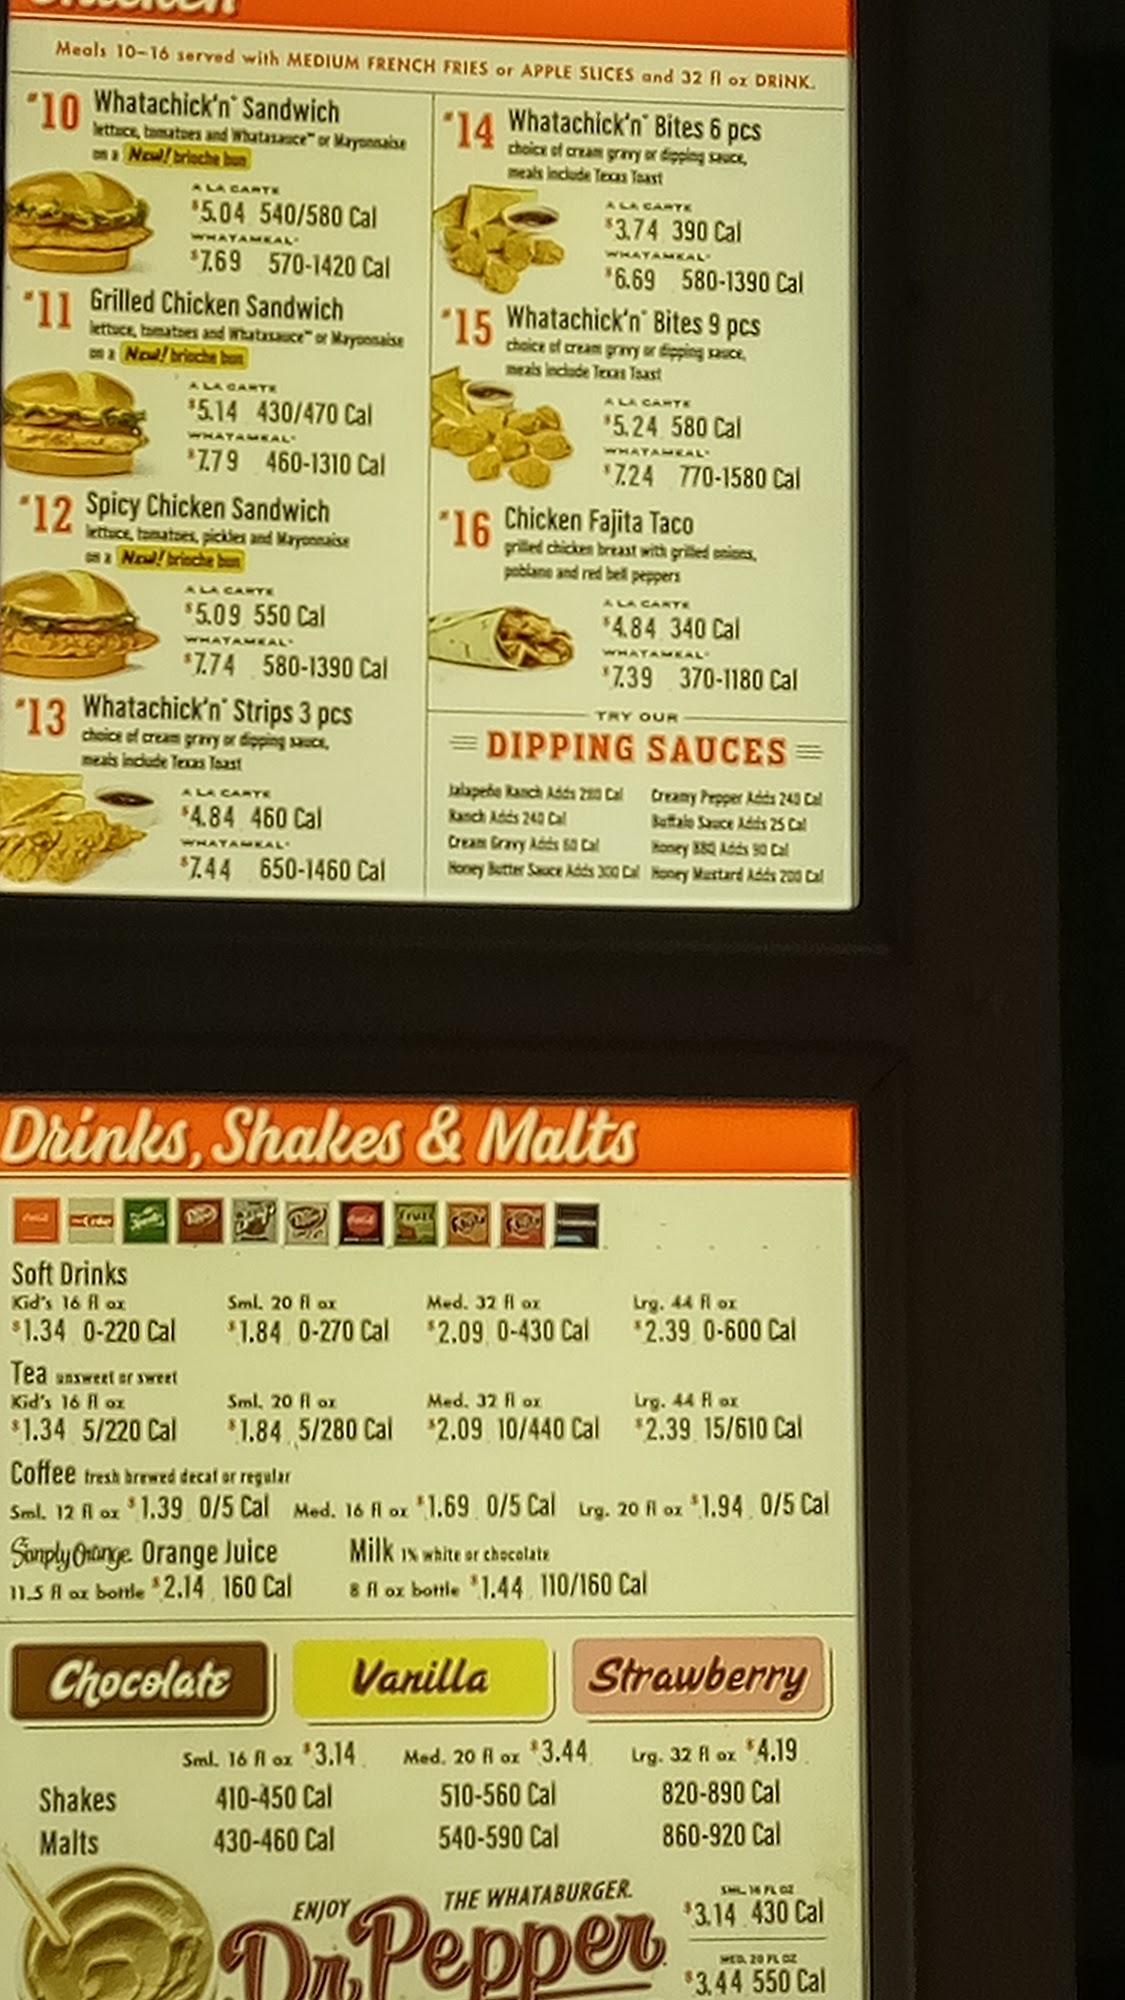 Chicken
Meals 10-16 served with MEDIUM FRENCH FRIES or APPLE SLICES and 32 fl oz DRINK.
#10 Whatachick'n® Sandwich
lettuce, tomatoes and Whatasauce™ or Mayonnaise
on a New! brioche bun
A LA CARTE
$5.04 540/580 Cal
WHATAMEAL®
$7.69 570-1420 Cal
#11 Grilled Chicken Sandwich
lettuce, tomatoes and Whatasauce™ or Mayonnaise
on a New! brioche bun
A LA CARTE
$5.14 430/470 Cal
WHATAMEAL®
$7.79 460-1310 Cal
#12 Spicy Chicken Sandwich
lettuce, tomatoes, pickles and Mayonnaise
on a New! brioche bun
A LA CARTE
$5.09 550 Cal
WHATAMEAL®
$7.74 580-1390 Cal
#13 Whatachick'n® Strips 3 pcs
choice of cream gravy or dipping sauce,
meals include Texas Toast
A LA CARTE
$4.84 460 Cal
WHATAMEAL®
$7.44 650-1460 Cal
#14 Whatachick'n® Bites 6 pcs
choice of cream gravy or dipping sauce,
meals include Texas Toast
A LA CARTE
$3.74 390 Cal
WHATAMEAL®
$6.69 580-1390 Cal
#15 Whatachick'n® Bites 9 pcs
choice of cream gravy or dipping sauce,
meals include Texas Toast
A LA CARTE
$5.24 580 Cal
WHATAMEAL®
$7.24 770-1580 Cal
#16 Chicken Fajita Taco
grilled chicken breast with grilled onions,
poblano and red bell peppers
A LA CARTE
$4.84 340 Cal
WHATAMEAL®
$7.39 370-1180 Cal
TRY OUR
DIPPING SAUCES
Jalapeño Ranch Adds Cal Creamy Pepper Adds 240 Cal
Ranch Adds 240 Cal Buffalo Sauce Adds 25 Cal
Cream Gravy Adds 60 Cal Honey BBQ Adds 90 Cal
Honey Butter Sauce Adds 300 Cal Honey Mustard Adds 200 Cal
Drinks, Shakes & Malts
Soft Drinks
Kid's 16 fl oz Sml. 20 fl oz Med. 32 fl oz Lrg. 44 fl oz
$1.34 0-220 Cal $1.84 0-270 Cal $2.09 0-430 Cal $2.39 0-600 Cal
Tea unsweet or sweet
Kid's 16 fl oz Sml. 20 fl oz Med. 32 fl oz Lrg. 44 fl oz
$1.34 5/220 Cal $1.84 5/280 Cal $2.09 10/440 Cal $2.39 15/610 Cal
Coffee fresh brewed decaf or regular
Sml. 12 fl oz $1.39 0/5 Cal Med. 16 fl oz $1.69 0/5 Cal Lrg. 20 fl oz $1.94 0/5 Cal
Simply Orange® Orange Juice Milk 1% white or chocolate
11.5 fl oz bottle $2.14 160 Cal 8 fl oz bottle $1.44 110/160 Cal
Chocolate Vanilla Strawberry
Sml. 16 fl oz $3.14 Med. 20 fl oz $3.44 Lrg. 32 fl oz $4.19
Shakes 410-450 Cal 510-560 Cal 820-890 Cal
Malts 430-460 Cal 540-590 Cal 860-920 Cal
ENJOY THE WHATABURGER®
Dr Pepper
SML. 16 FL OZ
$3.14 430 Cal
MED. 20 FL OZ
$3.44 550 Cal